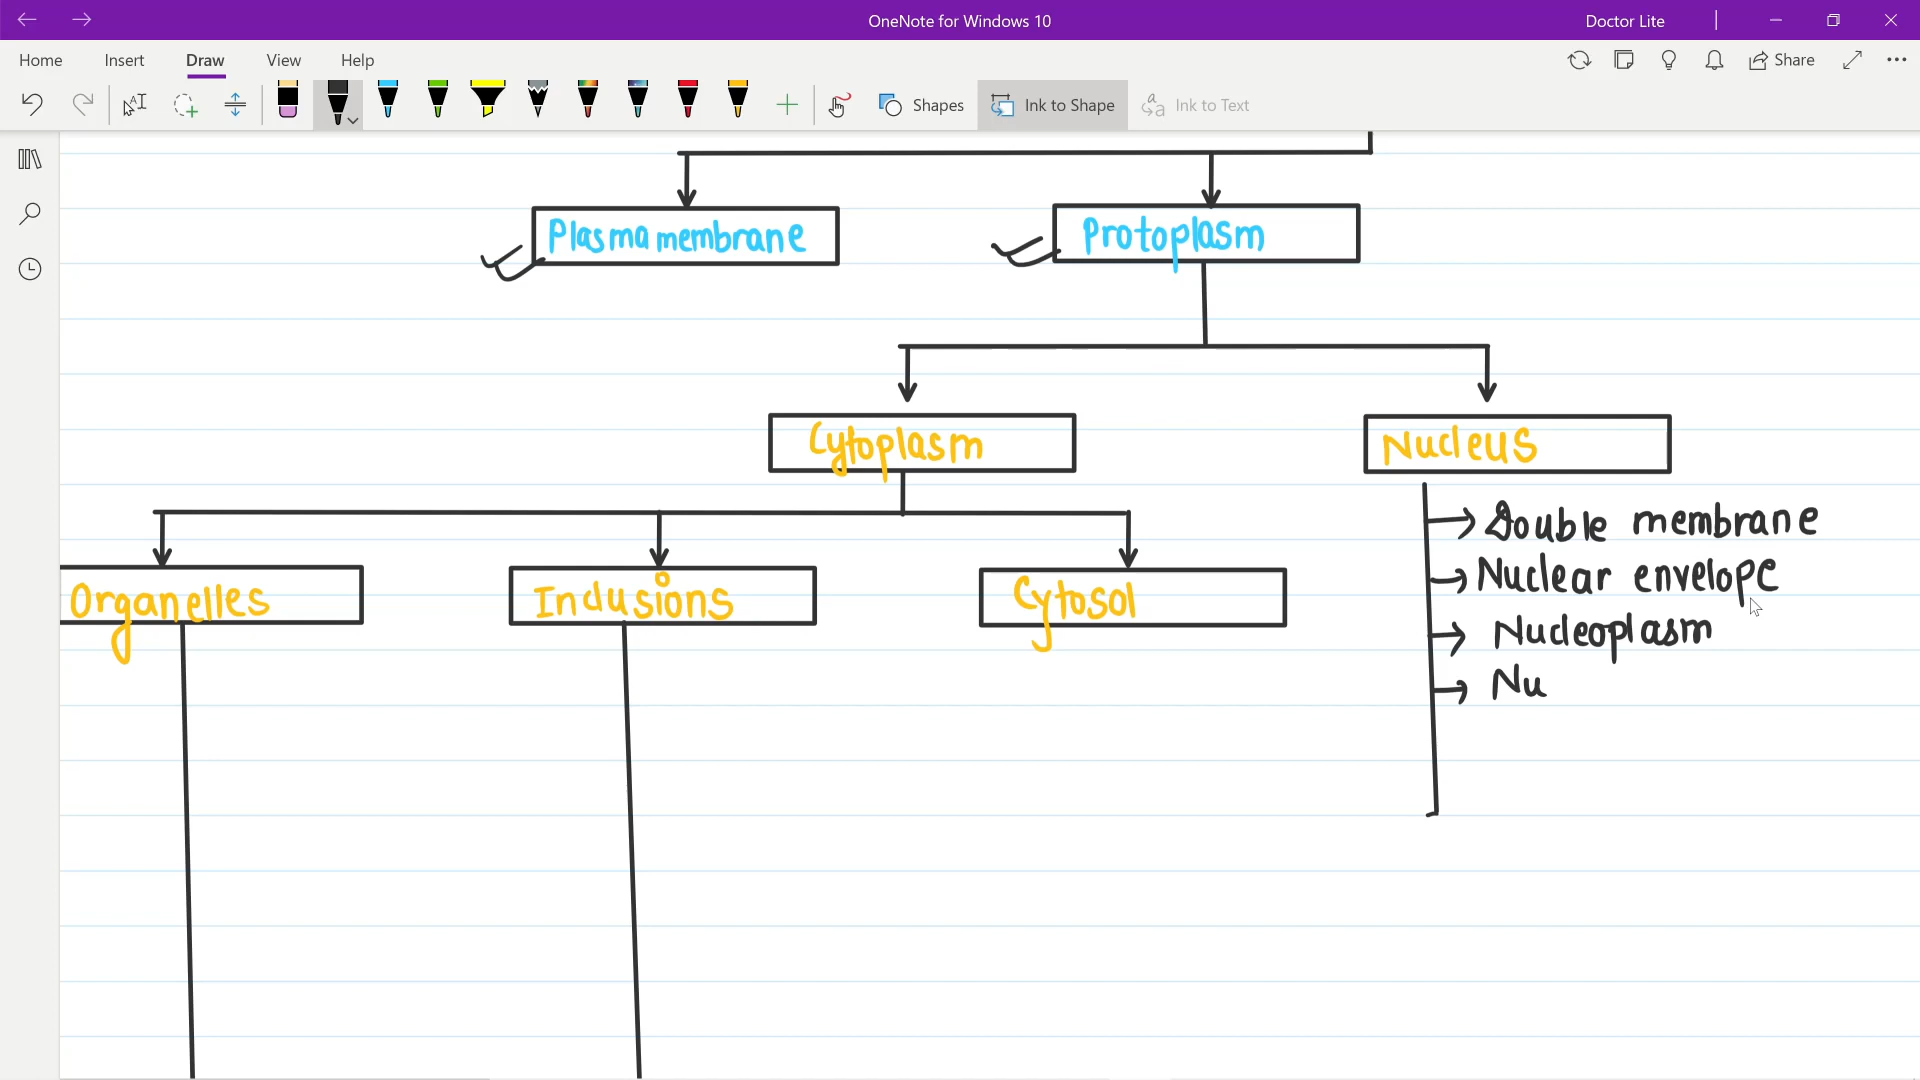 OneNote for Windows 10
Doctor Lite
Home Insert Draw View Help
Share
Shapes
Ink to Shape
Ink to Text
Plasma membrane
Protoplasm
Cytoplasm
Nucleus
Double membrane
Nuclear envelope
Organelles
Inclusions
Cytosol
Nucleoplasm
Nu